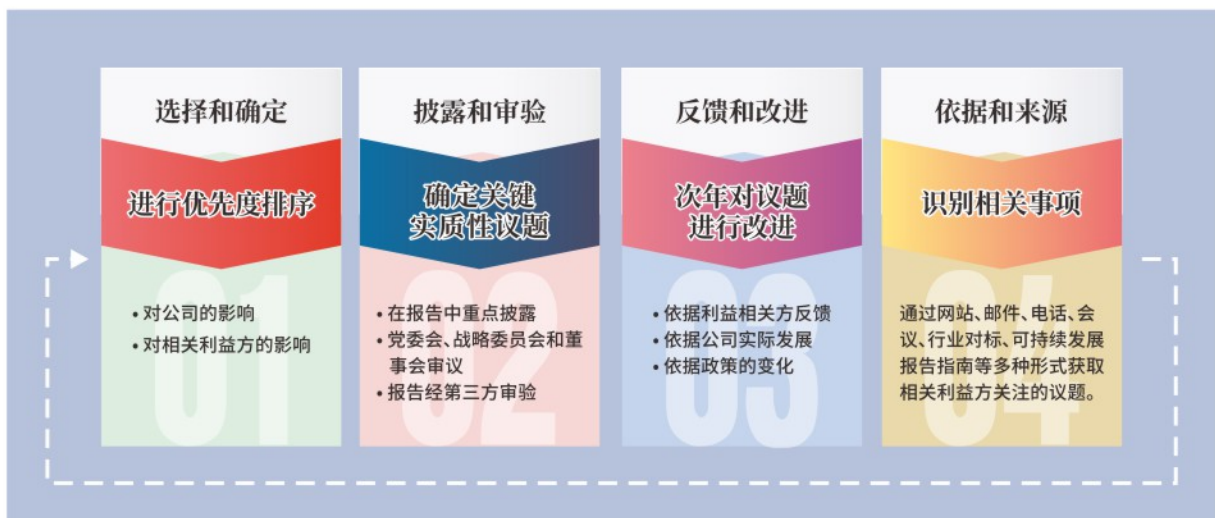 选择和确定
进行优先度排序
01
• 对公司的影响
• 对相关利益方的影响
披露和审验
确定关键
实质性议题
02
• 在报告中重点披露
• 党委会、战略委员会和董
事会审议
• 报告经第三方审验
反馈和改进
次年对议题
进行改进
03
• 依据利益相关方反馈
• 依据公司实际发展
• 依据政策的变化
依据和来源
识别相关事项
04
通过网站、邮件、电话、会
议、行业对标、可持续发展
报告指南等多种形式获取
相关利益方关注的议题。